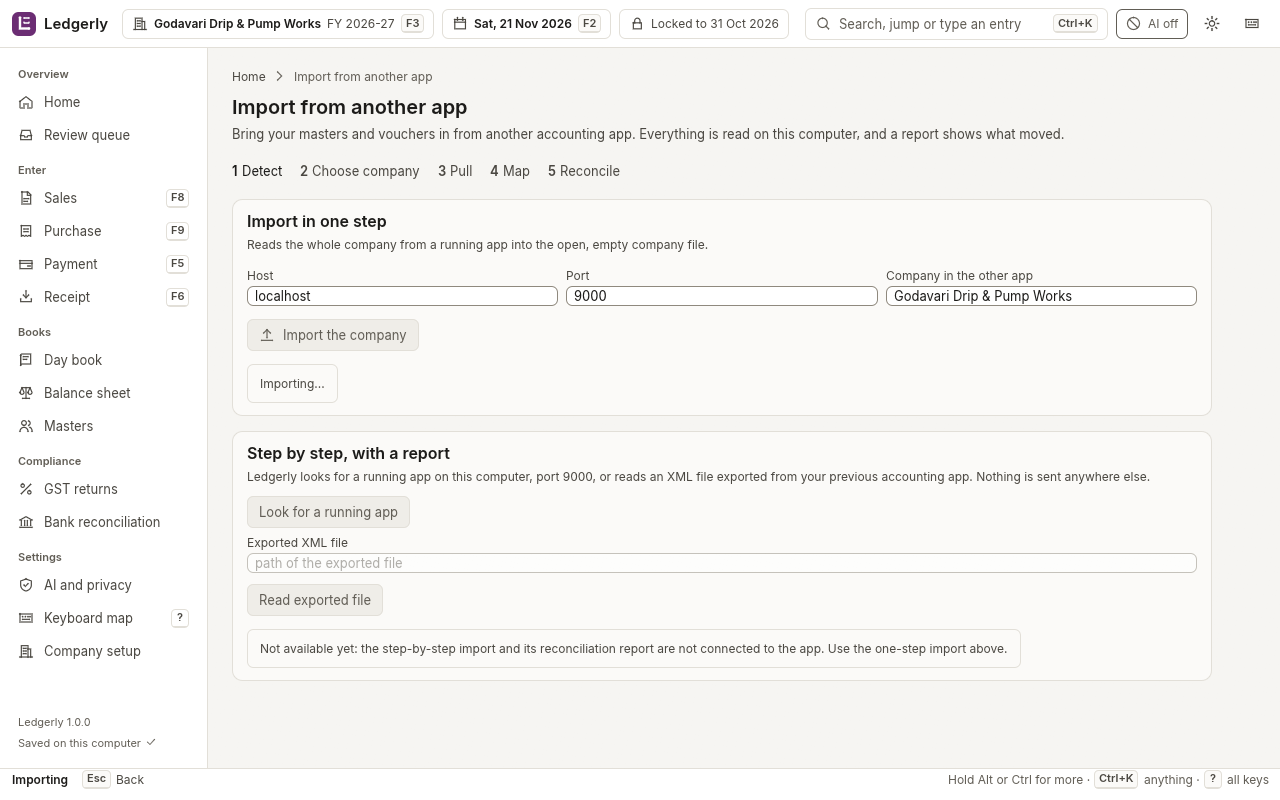 Ledgerly
Godavari Drip & Pump Works FY 2026-27 F3
Sat, 21 Nov 2026 F2
Locked to 31 Oct 2026
Search, jump or type an entry Ctrl+K
AI off
Overview
Home
Review queue
Enter
Sales F8
Purchase F9
Payment F5
Receipt F6
Books
Day book
Balance sheet
Masters
Compliance
GST returns
Bank reconciliation
Settings
AI and privacy
Keyboard map ?
Company setup
Ledgerly 1.0.0
Saved on this computer
Home Import from another app
Import from another app
Bring your masters and vouchers in from another accounting app. Everything is read on this computer, and a report shows what moved.
1 Detect 2 Choose company 3 Pull 4 Map 5 Reconcile
Import in one step
Reads the whole company from a running app into the open, empty company file.
Host Port Company in the other app
localhost 9000 Godavari Drip & Pump Works
Import the company
Importing...
Step by step, with a report
Ledgerly looks for a running app on this computer, port 9000, or reads an XML file exported from your previous accounting app. Nothing is sent anywhere else.
Look for a running app
Exported XML file
path of the exported file
Read exported file
Not available yet: the step-by-step import and its reconciliation report are not connected to the app. Use the one-step import above.
Importing Esc Back
Hold Alt or Ctrl for more · Ctrl+K anything · ? all keys